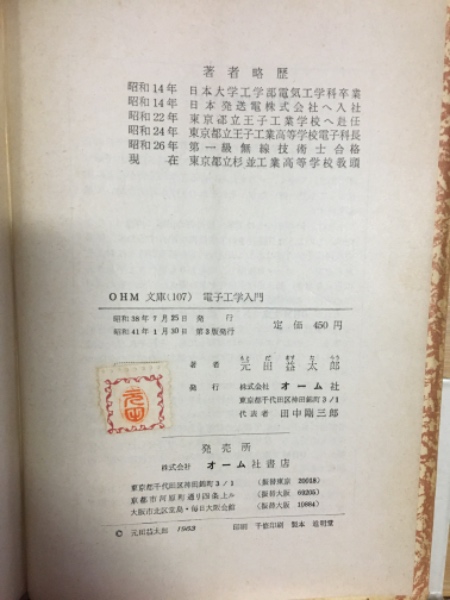 著者略歴
昭和14年 日本大学工学部電気工学科卒業
昭和14年 日本発送電株式会社へ入社
昭和22年 東京都立王子工業学校へ赴任
昭和24年 東京都立王子工業高等学校電子科長
昭和26年 第一級無線技術士合格
現在 東京都立杉並工業高等学校教頭
OHM 文庫(107) 電子工学入門
昭和38年7月25日 発行
昭和41年1月30日 第3版発行
定価 450円
著者 元田益太郎
発行 株式会社 オーム社
東京都千代田区神田錦町3/1
代表者 田中剛三郎
発売所
株式会社 オーム社書店
東京都千代田区神田錦町3/1 (振替東京 20018)
京都市河原町通り四条上ル (振替大阪 69205)
大阪市北区堂島・毎日大阪会館 (振替大阪 19884)
© 元田益太郎 1963 印刷 千修印刷 製本